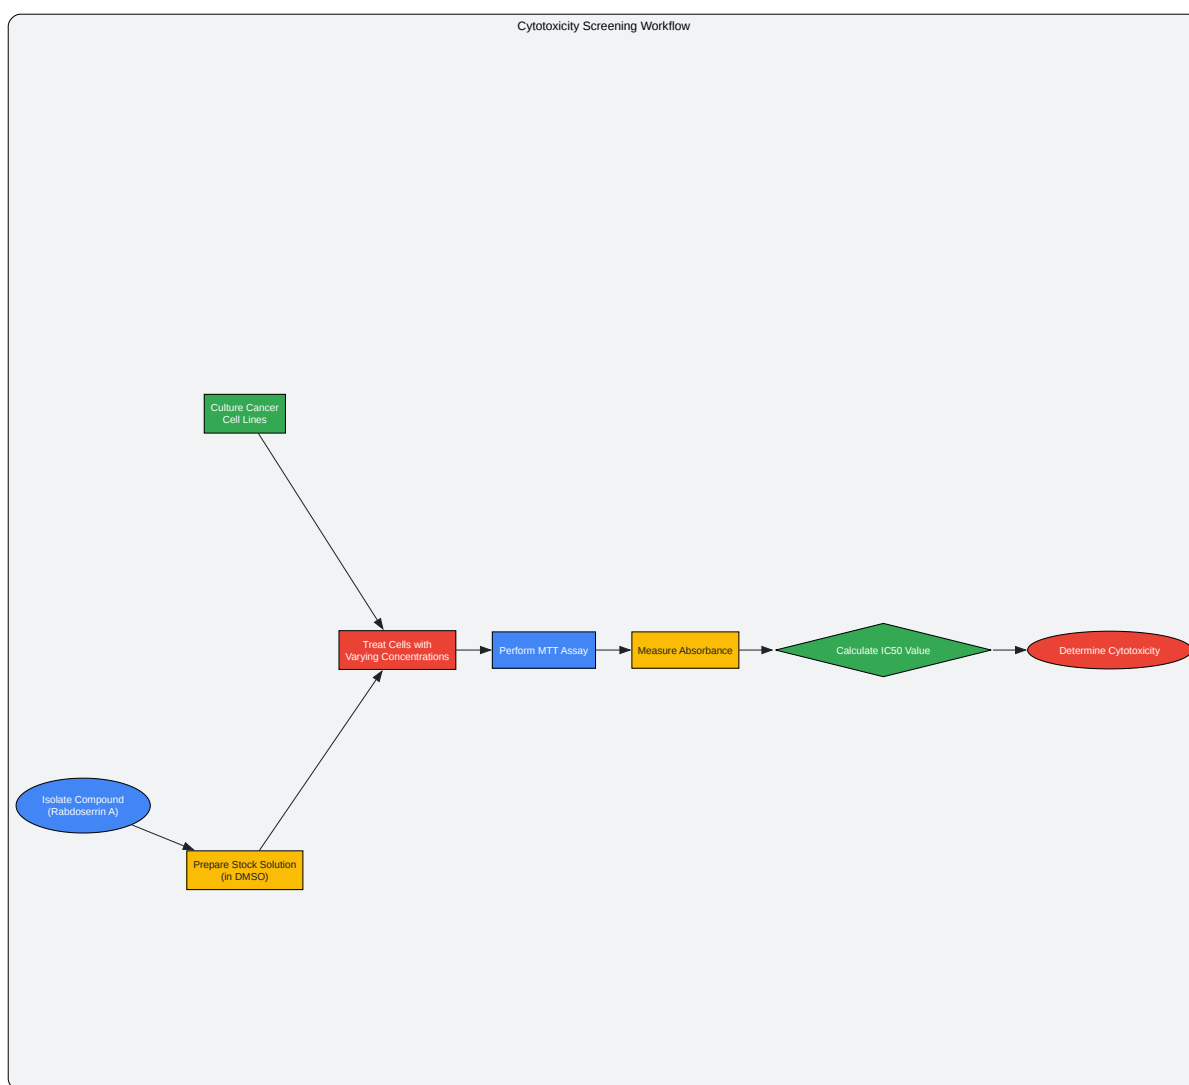 Cytotoxicity Screening Workflow
Culture Cancer
Cell Lines
Treat Cells with
Varying Concentrations
Perform MTT Assay
Measure Absorbance
Calculate IC50 Value
Determine Cytotoxicity
Isolate Compound
(Rabdoserrin A)
Prepare Stock Solution
(in DMSO)